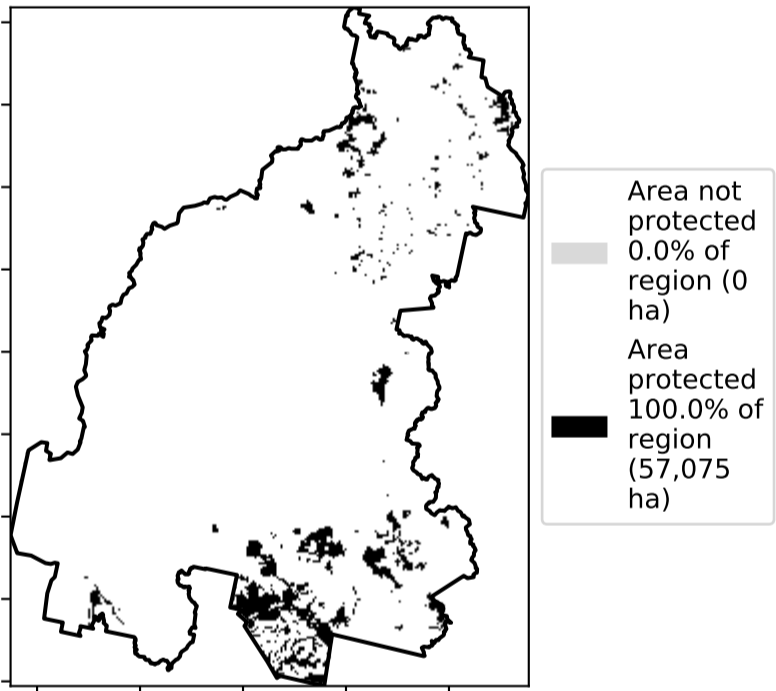 Area not
protected
0.0% of
region (0
ha)
Area
protected
100.0% of
region
(57,075
ha)